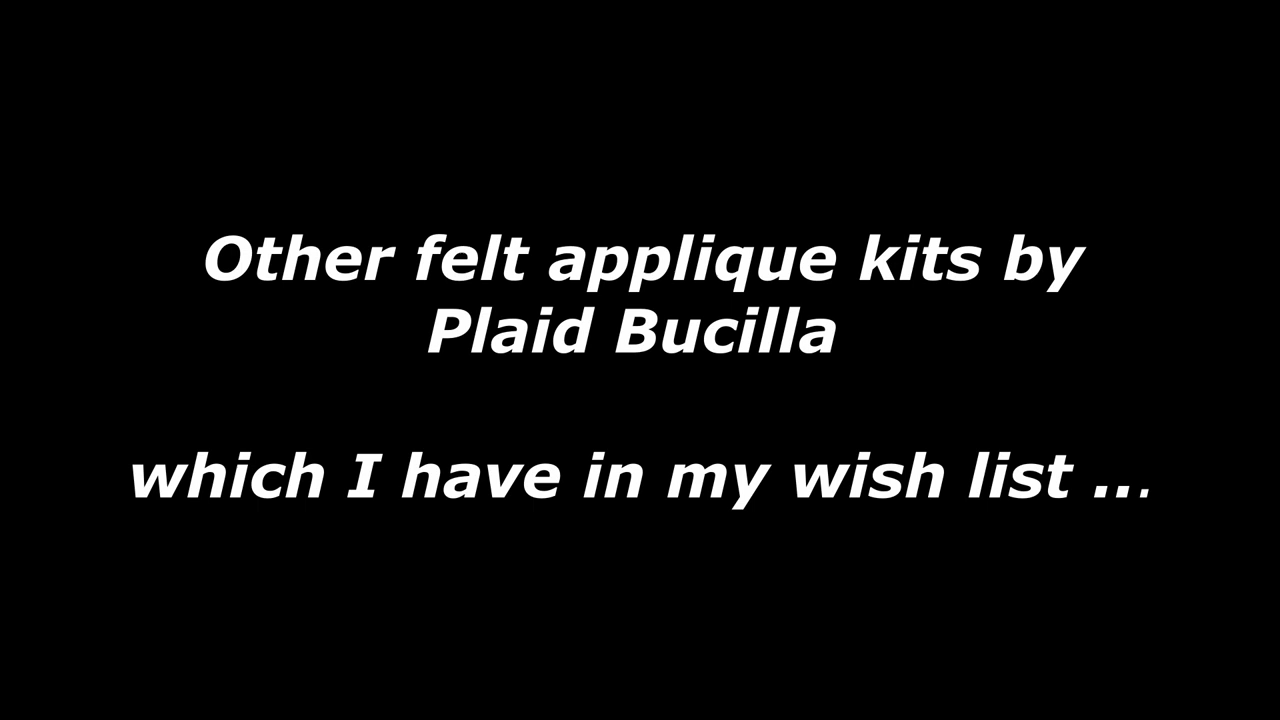 Other felt applique kits by
Plaid Bucilla
which I have in my wish list ...